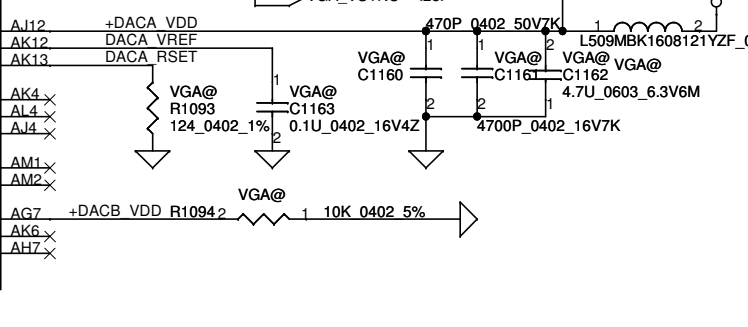 AJ12 +DACA_VDD 470P_0402_50V7K 1 2
AK12 DACA_VREF L509MBK1608121YZF_0
AK13 DACA_RSET
1 1 2
VGA@ VGA@ VGA@ VGA@
C1160 C1161 C1162
1
AK4 VGA@ VGA@ 4.7U_0603_6.3V6M
AL4 R1093 C1163 2 2 1
AJ4 124_0402_1% 0.1U_0402_16V4Z 4700P_0402_16V7K
2
AM1
AM2
VGA@
AG7 +DACB_VDD R1094 2 1 10K_0402_5%
AK6
AH7